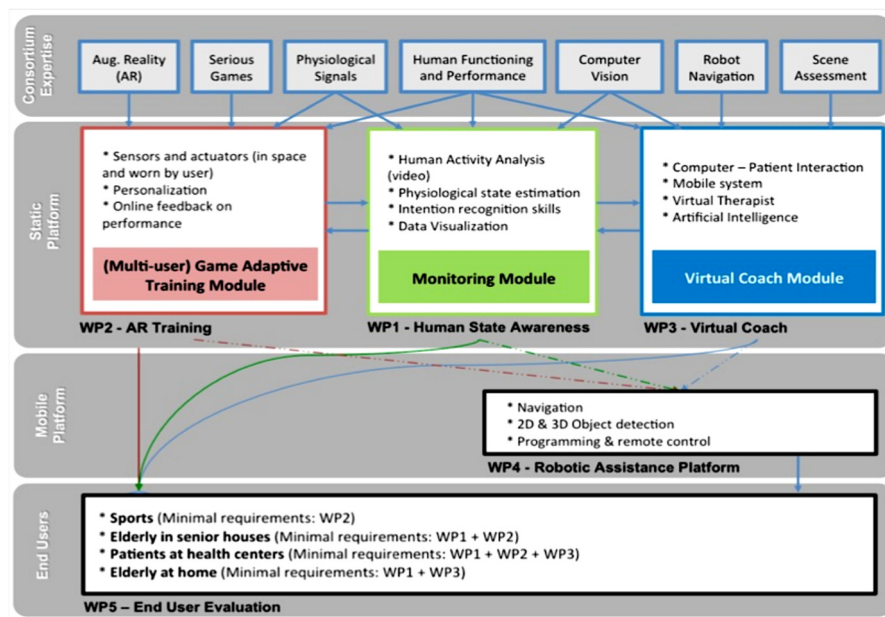 Consortium
Expertise
Aug. Reality
(AR)
Serious
Games
Physiological
Signals
Human Functioning
and Performance
Computer
Vision
Robot
Navigation
Scene
Assessment
Static
Platform
* Sensors and actuators (in space
and worn by user)
* Personalization
* Online feedback on
performance
(Multi-user) Game Adaptive
Training Module
WP2 - AR Training
* Human Activity Analysis
(video)
* Physiological state estimation
* Intention recognition skills
* Data Visualization
Monitoring Module
WP1 - Human State Awareness
* Computer – Patient Interaction
* Mobile system
* Virtual Therapist
* Artificial Intelligence
Virtual Coach Module
WP3 - Virtual Coach
Mobile
Platform
* Navigation
* 2D & 3D Object detection
* Programming & remote control
WP4 - Robotic Assistance Platform
End Users
* Sports (Minimal requirements: WP2)
* Elderly in senior houses (Minimal requirements: WP1 + WP2)
* Patients at health centers (Minimal requirements: WP1 + WP2 + WP3)
* Elderly at home (Minimal requirements: WP1 + WP3)
WP5 – End User Evaluation